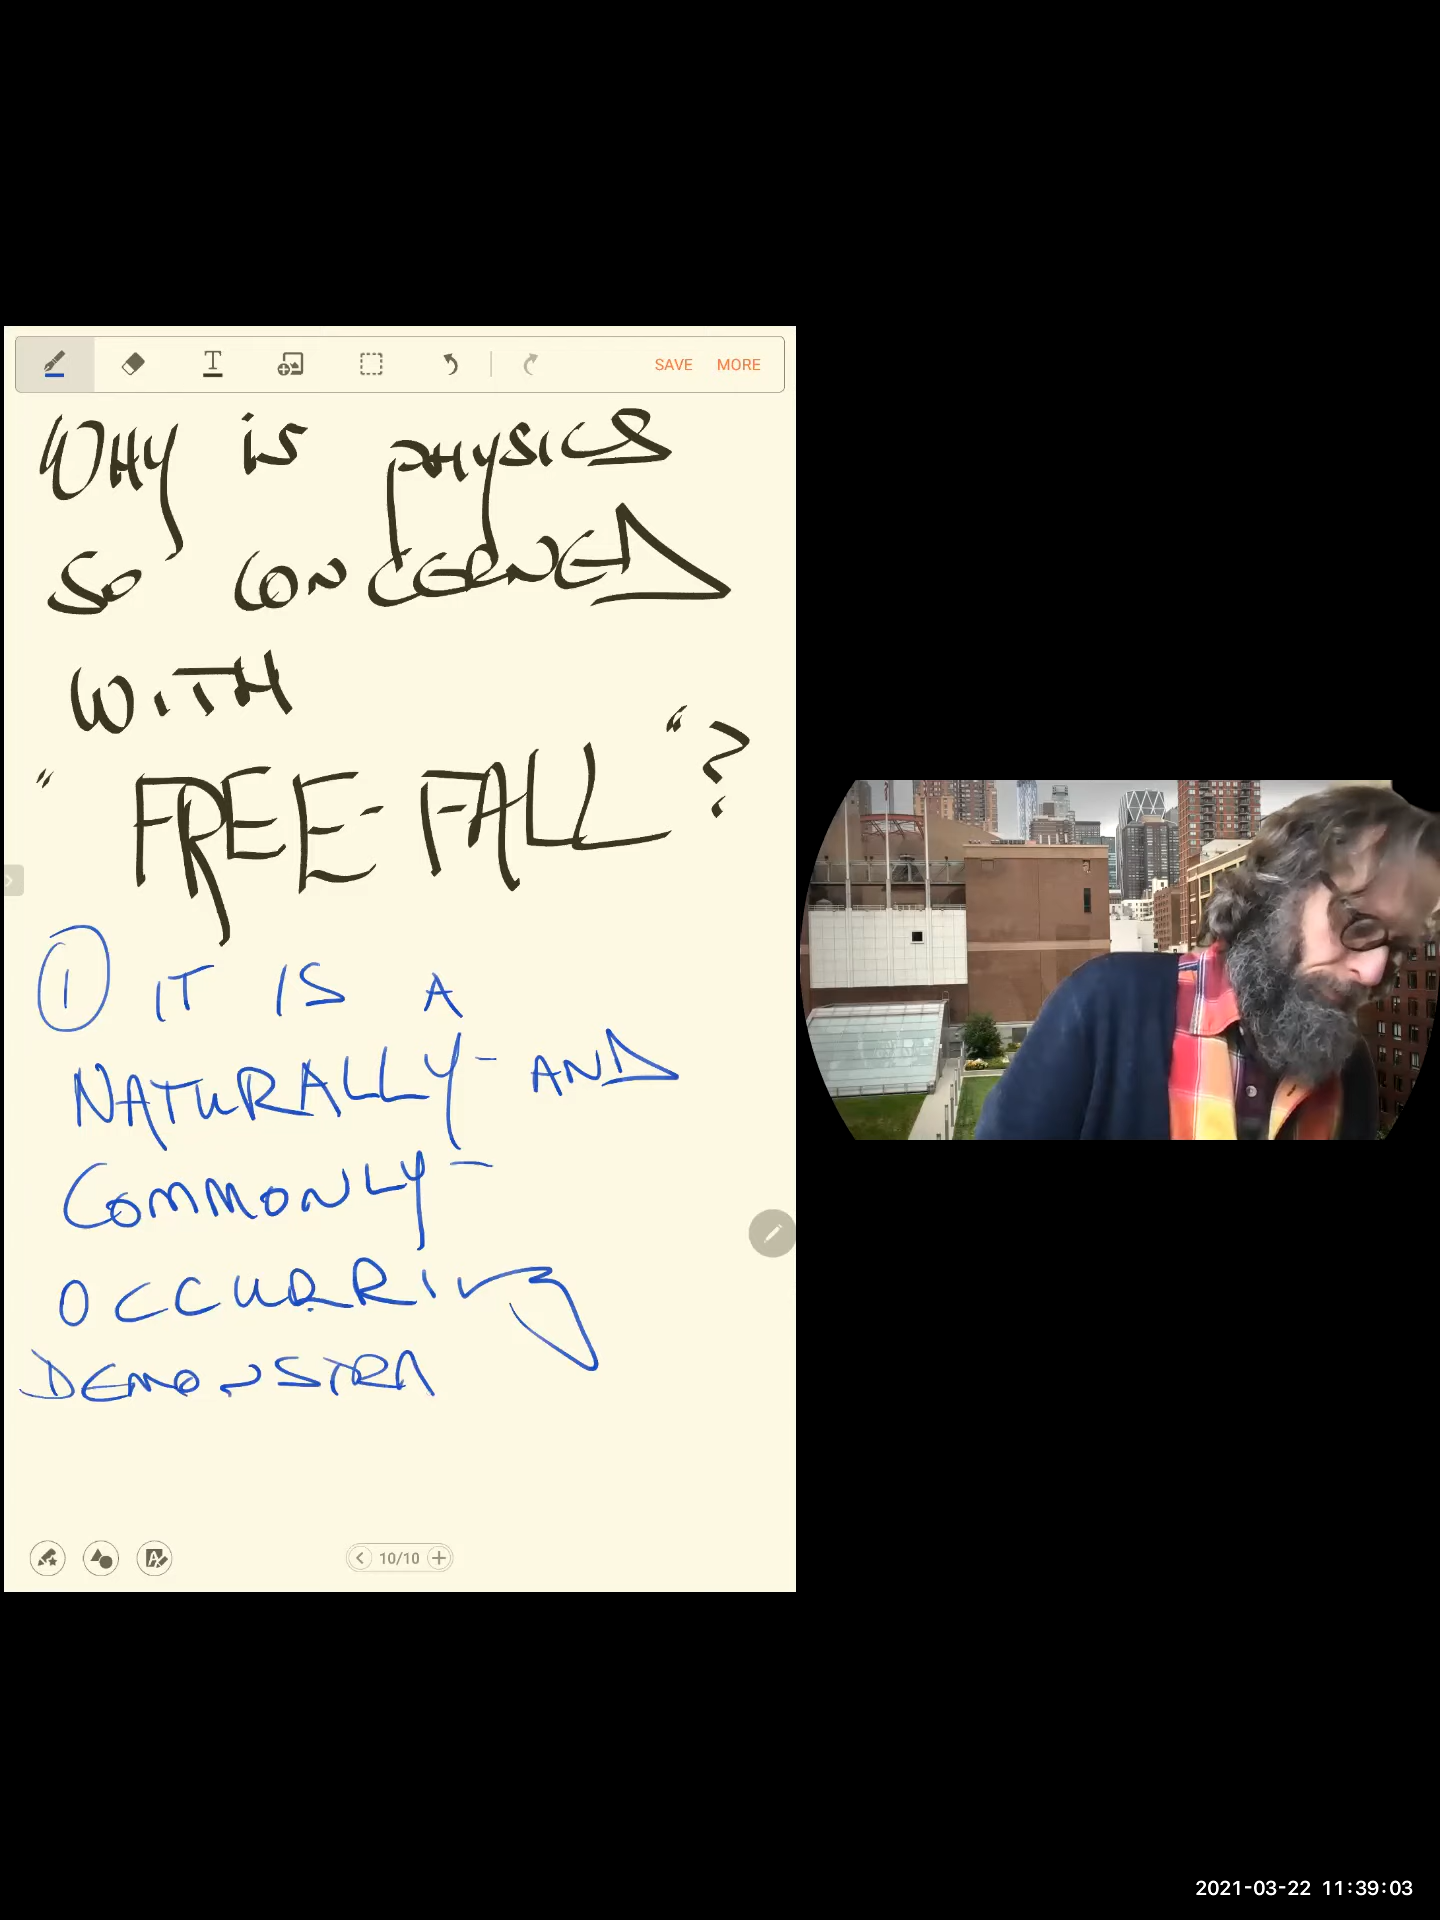 SAVE MORE
WHY IS PHYSICS
SO CONCERNED
WITH
"FREE-FALL"?
① IT IS A
NATURALLY- AND
COMMONLY-
OCCURRING
DEMONSTRA
10/10
2021-03-22 11:39:03